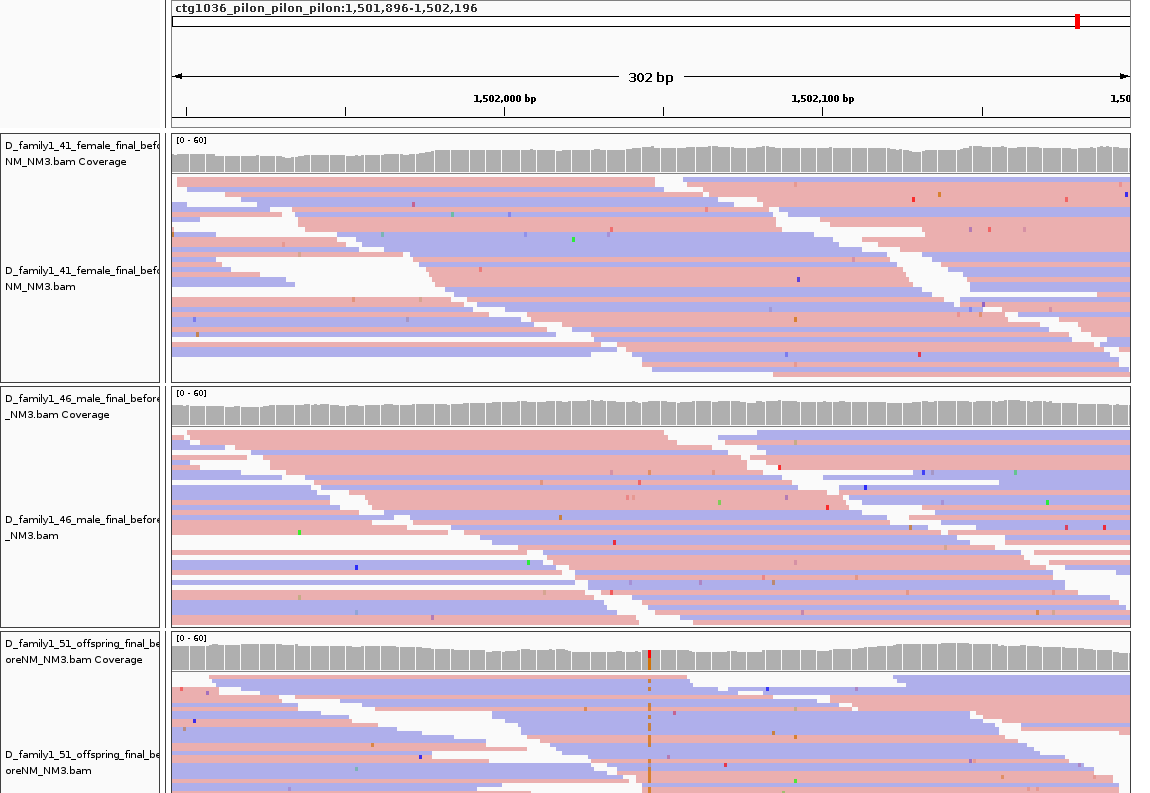 ctg1036_pilon_pilon_pilon:1,501,896-1,502,196
302 bp
1,502,000 bp 1,502,100 bp 1,50
D_family1_41_female_final_befo
NM_NM3.bam Coverage
[0 - 60]
D_family1_41_female_final_befo
NM_NM3.bam
D_family1_46_male_final_before
_NM3.bam Coverage
[0 - 60]
D_family1_46_male_final_before
_NM3.bam
D_family1_51_offspring_final_be
oreNM_NM3.bam Coverage
[0 - 60]
D_family1_51_offspring_final_be
oreNM_NM3.bam